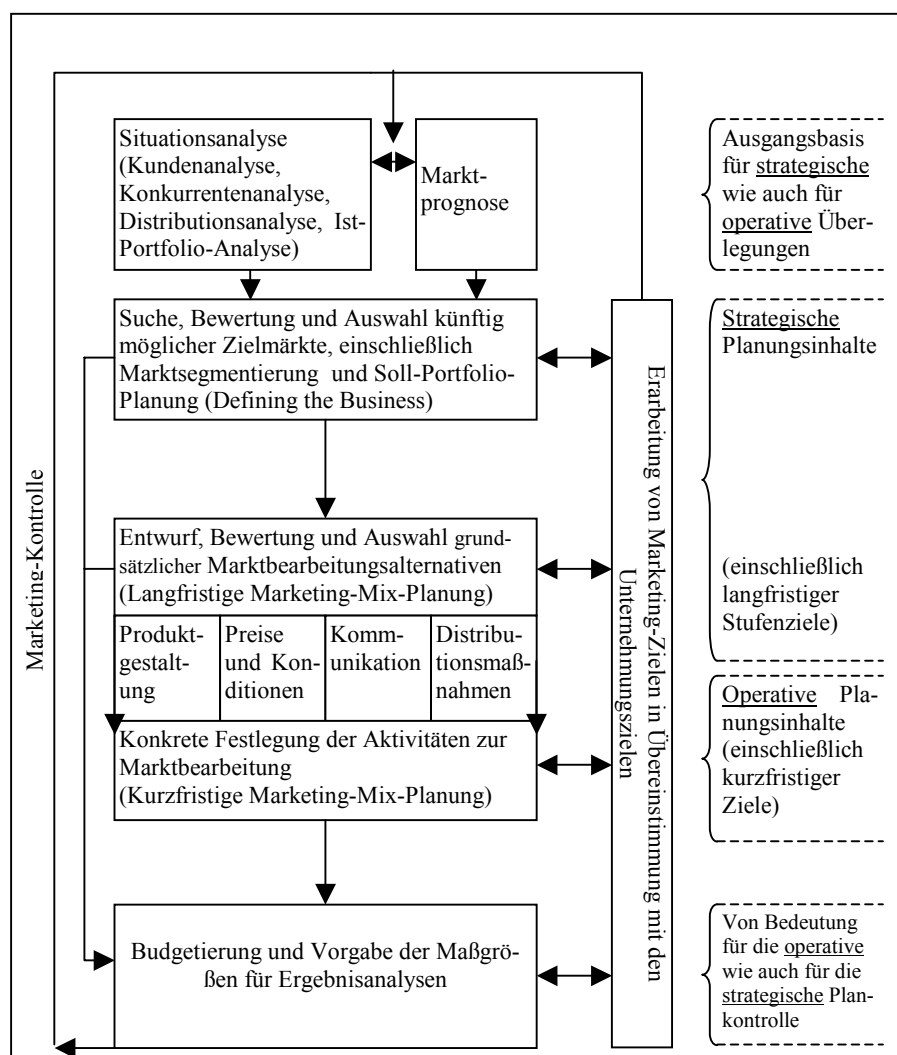 Situationsanalyse
(Kundenanalyse,
Konkurrentenanalyse,
Distributionsanalyse, Ist-
Portfolio-Analyse)
Markt-
prognose
Ausgangsbasis
für strategische
wie auch für
operative Über-
legungen
Suche, Bewertung und Auswahl künftig
möglicher Zielmärkte, einschließlich
Marktsegmentierung und Soll-Portfolio-
Planung (Defining the Business)
Strategische
Planungsinhalte
(einschließlich
langfristiger
Stufenziele)
Marketing-Kontrolle
Erarbeitung von Marketing-Zielen in Übereinstimmung mit den
Unternehmungszielen
Entwurf, Bewertung und Auswahl grund-
sätzlicher Marktbearbeitungsalternativen
(Langfristige Marketing-Mix-Planung)
Produkt-
gestalt-
ung
Preise
und Kon-
ditionen
Komm-
unikation
Distribu-
tionsmaß-
nahmen
Operative Pla-
nungsinhalte
(einschließlich
kurzfristiger
Ziele)
Konkrete Festlegung der Aktivitäten zur
Marktbearbeitung
(Kurzfristige Marketing-Mix-Planung)
Budgetierung und Vorgabe der Maßgrö-
ßen für Ergebnisanalysen
Von Bedeutung
für die operative
wie auch für die
strategische Plan-
kontrolle